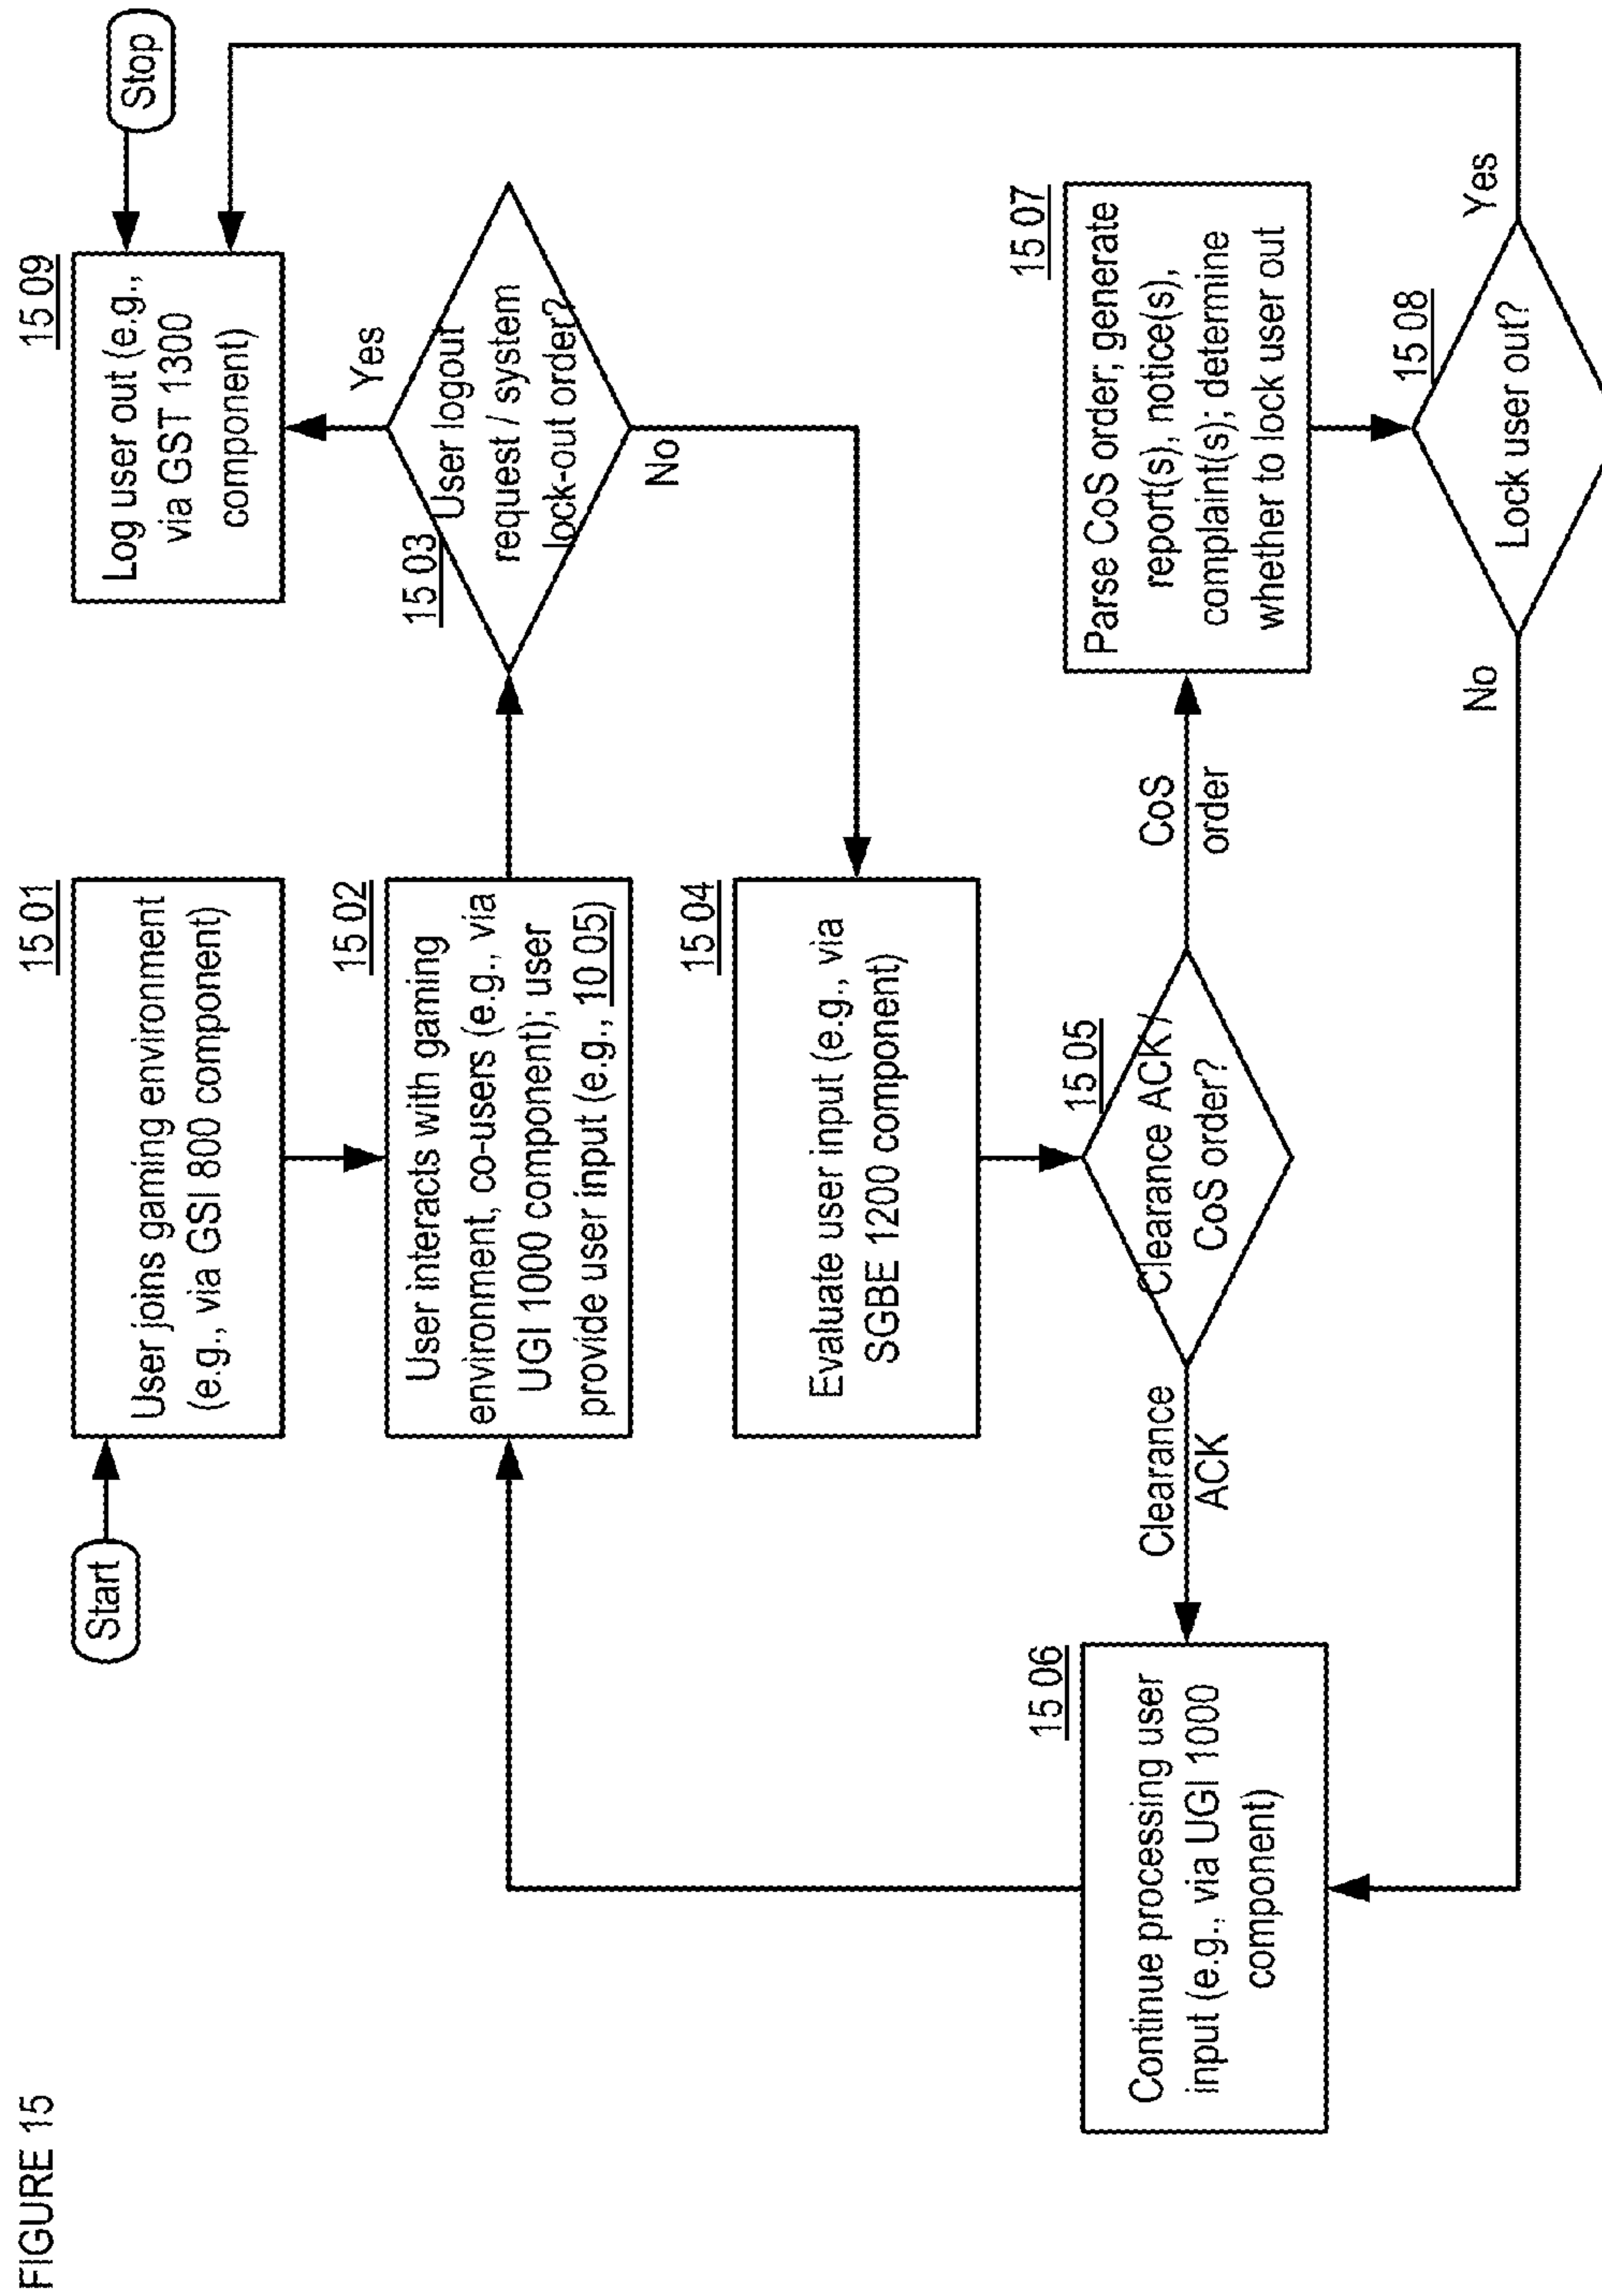 FIGURE 15
Start
15 01
User joins gaming environment
(e.g., via GSI 800 component)
15 02
User interacts with gaming
environment, co-users (e.g., via
UGI 1000 component); user
provide user input (e.g., 10 05)
15 03
User logout
request / system
lock-out order?
Yes
No
15 09
Log user out (e.g.,
via GST 1300
component)
Stop
15 04
Evaluate user input (e.g., via
SGBE 1200 component)
15 05
Clearance ACK /
CoS order?
Clearance
ACK
CoS
order
15 06
Continue processing user
input (e.g., via UGI 1000
component)
15 07
Parse CoS order; generate
report(s), notice(s),
complaint(s); determine
whether to lock user out
15 08
Lock user out?
No
Yes